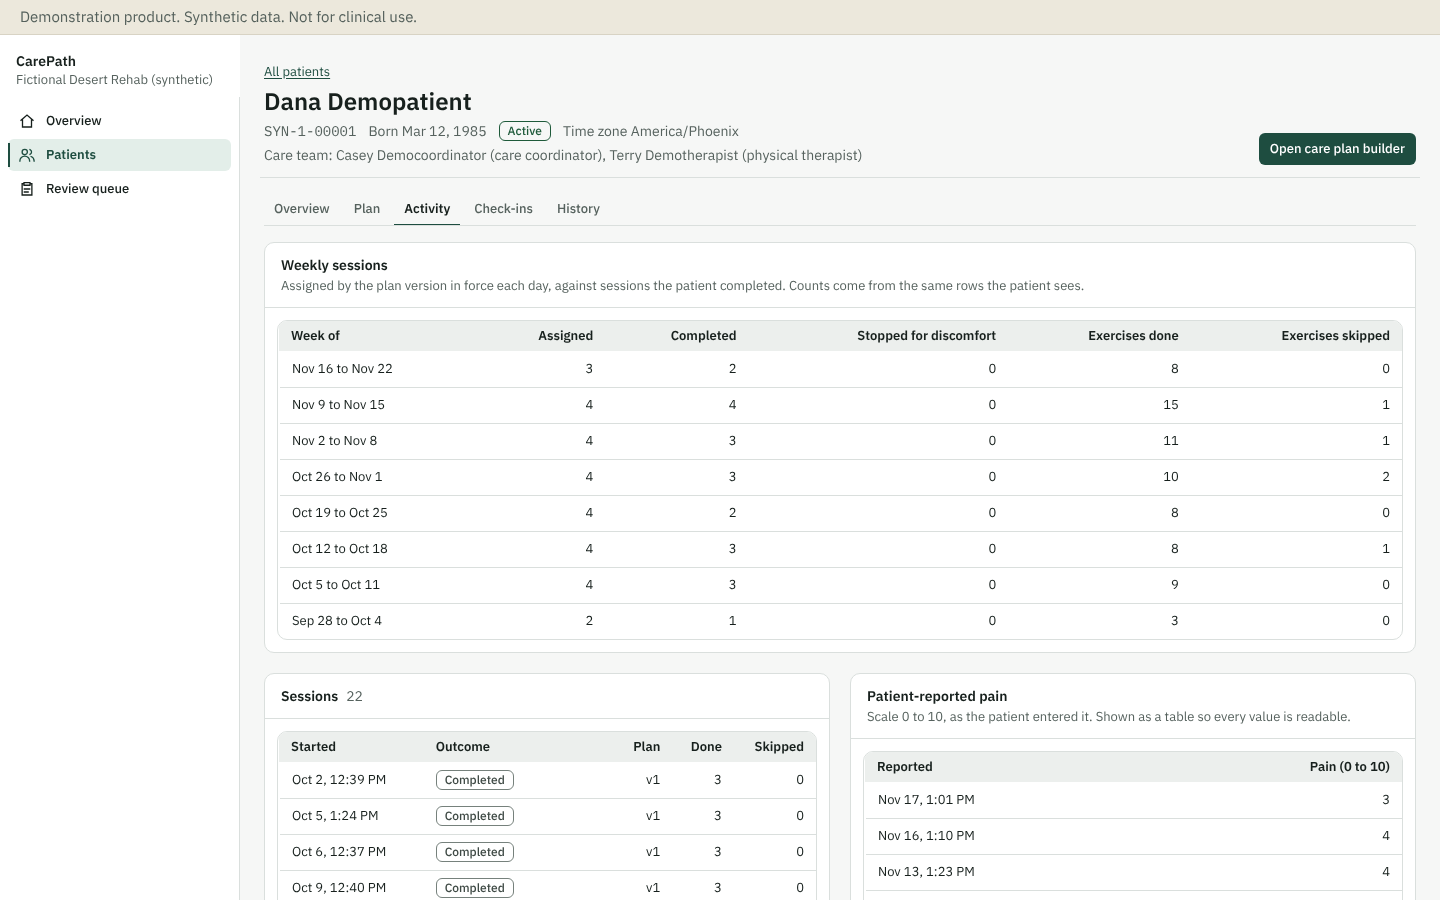 Demonstration product. Synthetic data. Not for clinical use.
CarePath
Fictional Desert Rehab (synthetic)
Overview
Patients
Review queue
All patients
Dana Demopatient
SYN-1-00001 Born Mar 12, 1985 Active Time zone America/Phoenix
Care team: Casey Democoordinator (care coordinator), Terry Demotherapist (physical therapist)
Open care plan builder
Overview Plan Activity Check-ins History
Weekly sessions
Assigned by the plan version in force each day, against sessions the patient completed. Counts come from the same rows the patient sees.
Week of Assigned Completed Stopped for discomfort Exercises done Exercises skipped
Nov 16 to Nov 22 3 2 0 8 0
Nov 9 to Nov 15 4 4 0 15 1
Nov 2 to Nov 8 4 3 0 11 1
Oct 26 to Nov 1 4 3 0 10 2
Oct 19 to Oct 25 4 2 0 8 0
Oct 12 to Oct 18 4 3 0 8 1
Oct 5 to Oct 11 4 3 0 9 0
Sep 28 to Oct 4 2 1 0 3 0
Sessions 22
Started Outcome Plan Done Skipped
Oct 2, 12:39 PM Completed v1 3 0
Oct 5, 1:24 PM Completed v1 3 0
Oct 6, 12:37 PM Completed v1 3 0
Oct 9, 12:40 PM Completed v1 3 0
Patient-reported pain
Scale 0 to 10, as the patient entered it. Shown as a table so every value is readable.
Reported Pain (0 to 10)
Nov 17, 1:01 PM 3
Nov 16, 1:10 PM 4
Nov 13, 1:23 PM 4